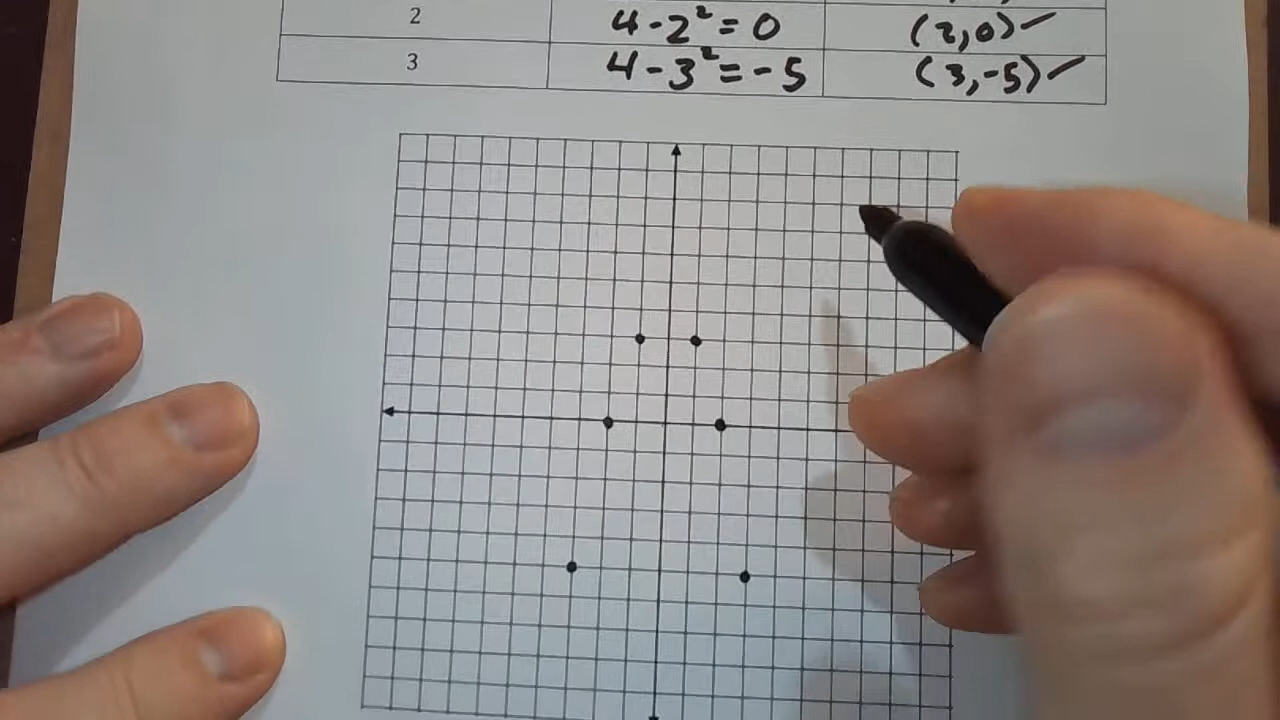 2 4-2²=0 (2,0)✓
3 4-3²=-5 (3,-5)✓